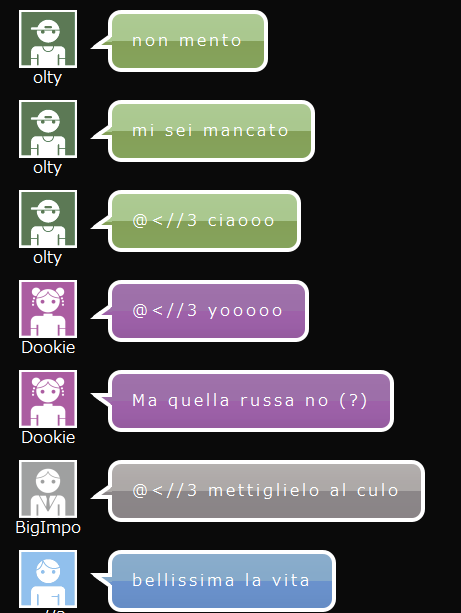 non mento
olty
mi sei mancato
olty
@<//3 ciaooo
olty
@<//3 yooooo
Dookie
Ma quella russa no (?)
Dookie
@<//3 mettiglielo al culo
BigImpo
bellissima la vita